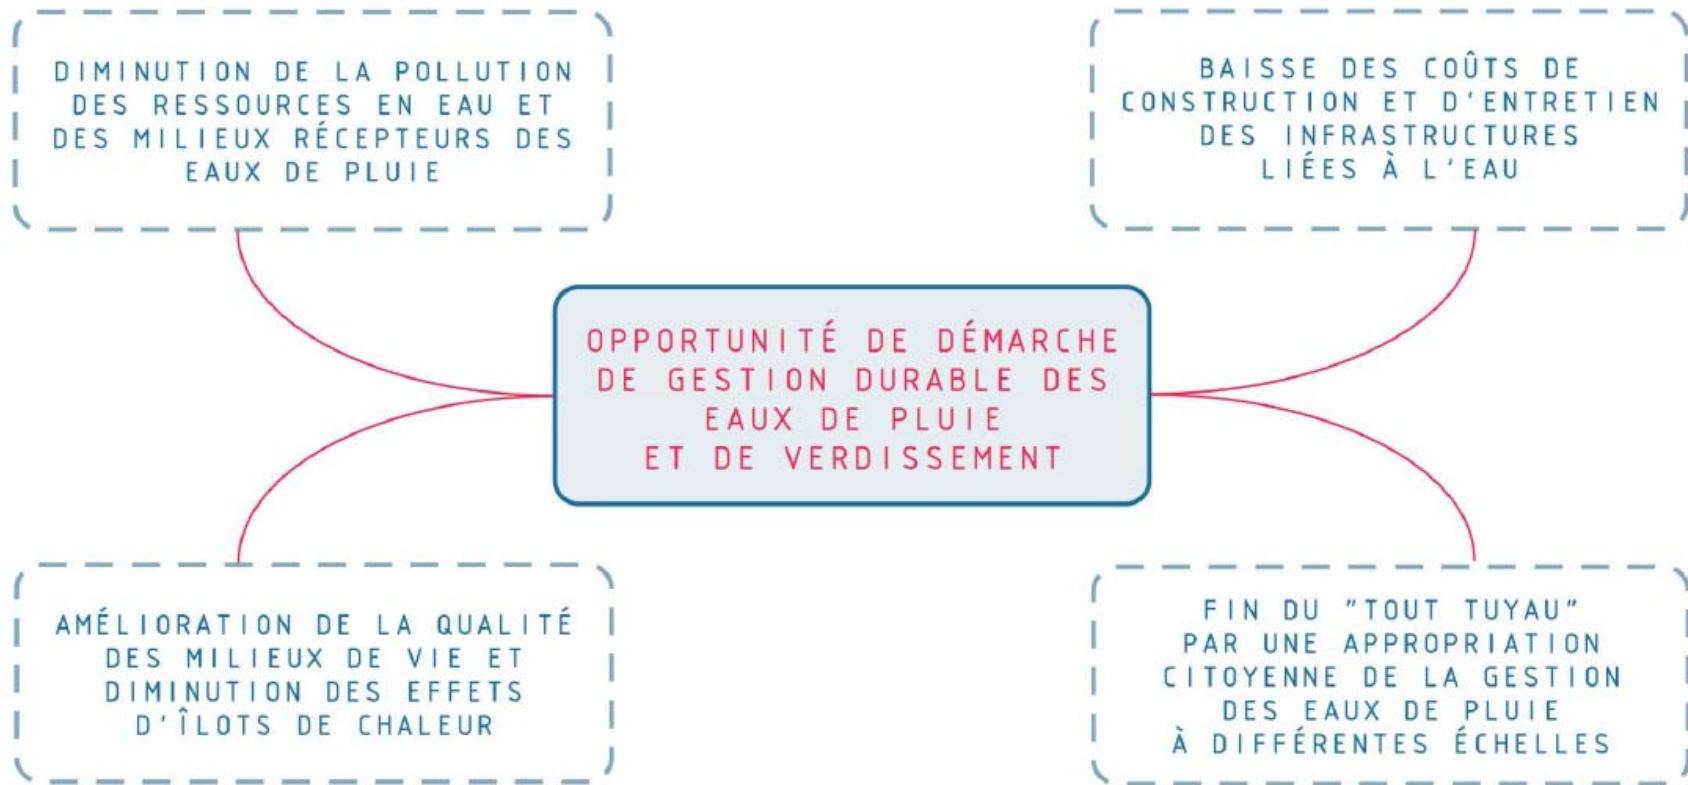 DIMINUTION DE LA POLLUTION
DES RESSOURCES EN EAU ET
DES MILIEUX RÉCEPTEURS DES
EAUX DE PLUIE
BAISSE DES COÛTS DE
CONSTRUCTION ET D'ENTRETIEN
DES INFRASTRUCTURES
LIÉES À L'EAU
OPPORTUNITÉ DE DÉMARCHE
DE GESTION DURABLE DES
EAUX DE PLUIE
ET DE VERDISSEMENT
AMÉLIORATION DE LA QUALITÉ
DES MILIEUX DE VIE ET
DIMINUTION DES EFFETS
D'ÎLOTS DE CHALEUR
FIN DU "TOUT TUYAU"
PAR UNE APPROPRIATION
CITOYENNE DE LA GESTION
DES EAUX DE PLUIE
À DIFFÉRENTES ÉCHELLES